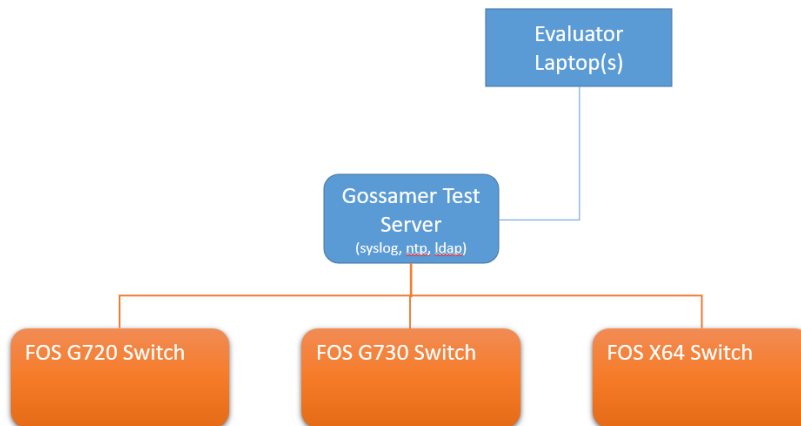 Evaluator
Laptop(s)
Gossamer Test
Server
(syslog, ntp, ldap)
FOS G720 Switch
FOS G730 Switch
FOS X64 Switch